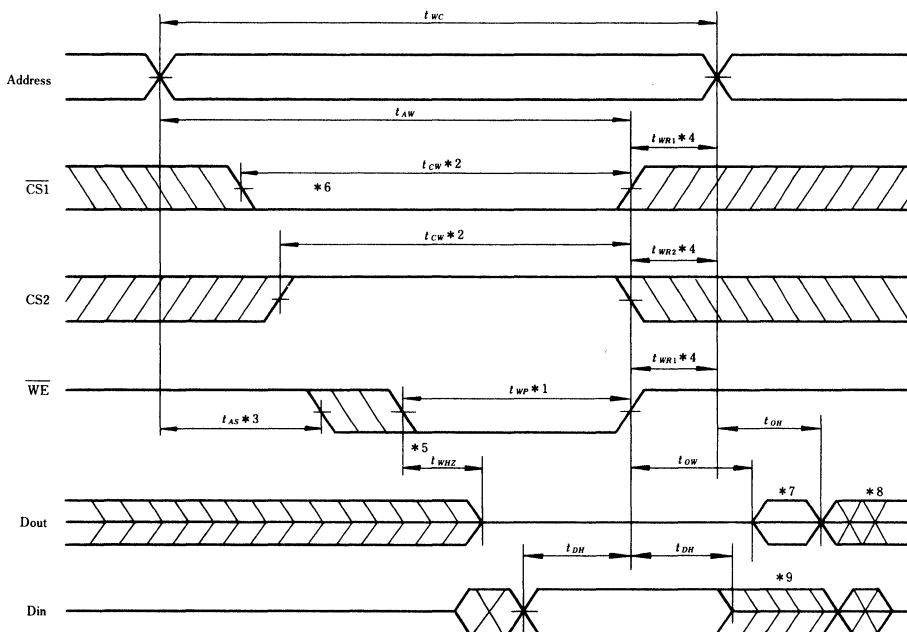 t WC
Address
t AW
t WR1 *4
t CW *2
CS1
*6
t CW *2
t WR2 *4
CS2
t WR1 *4
WE
t WP *1
t AS *3
t OH
*5
t WHZ
t OW
*7
*8
Dout
t DH
t DH
*9
Din